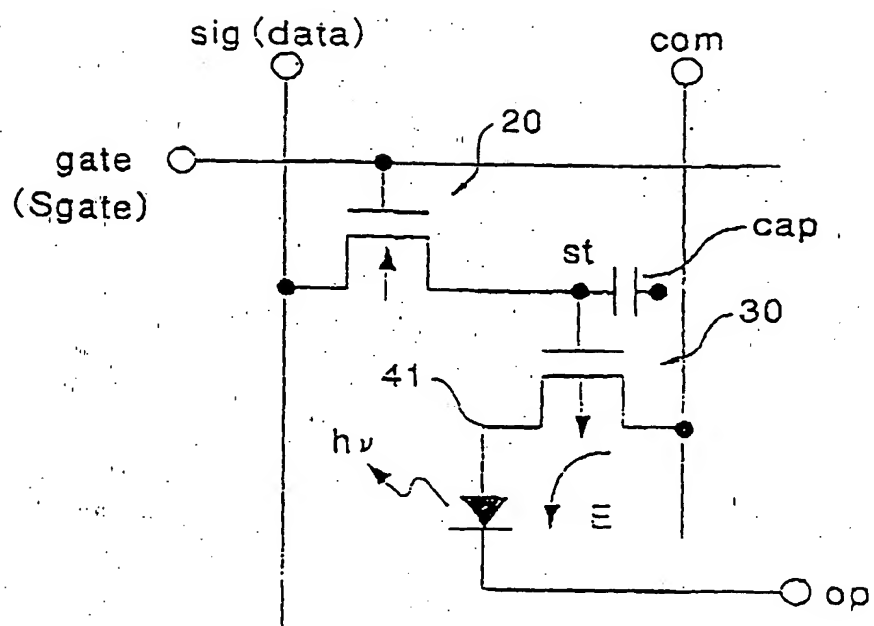 sig (data)
com
20
gate
(Sgate)
cap
st
30
41
hν
E
op